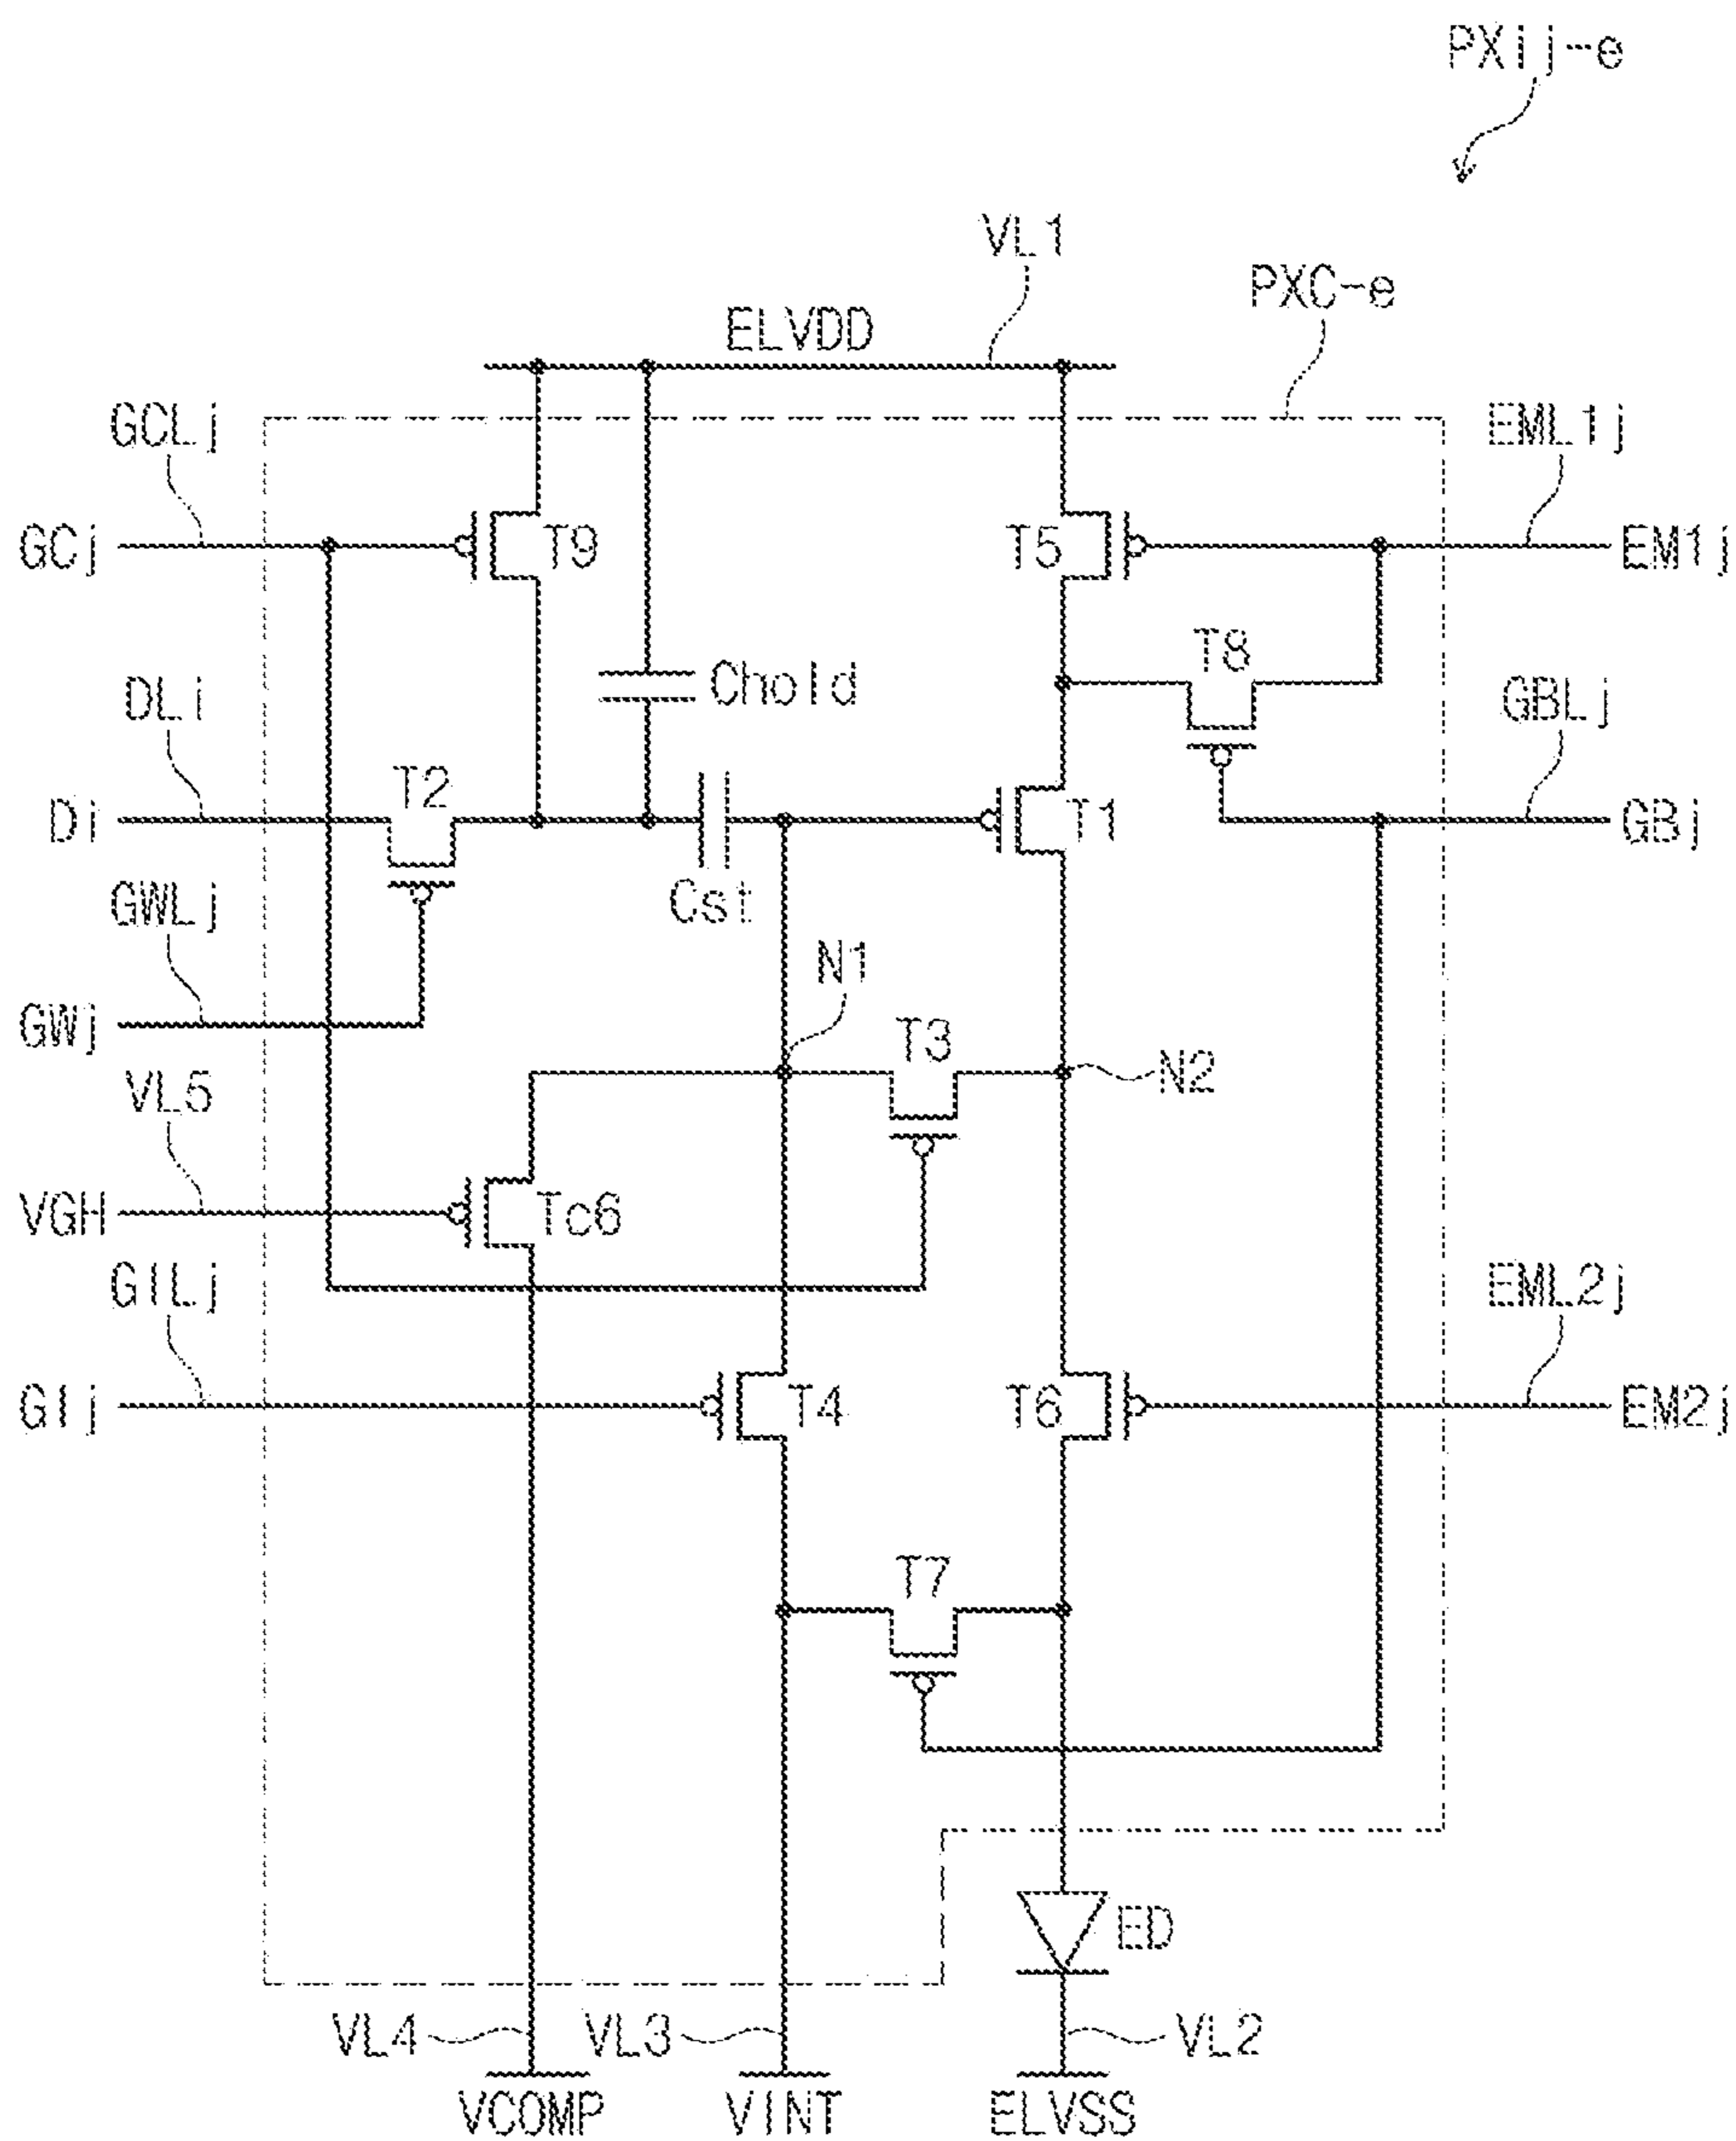 PXij-e
VL1
PXC-e
ELVDD
GCLj
EML1j
GCj
T9
T5
EM1j
T8
DLi
Chold
GBLj
T2
Di
T1
GBj
GWLj
Cst
N1
GWj
T3
N2
VL5
VGH
Tc6
GILj
EML2j
GIj
T4
T6
EM2j
T7
ED
VL4
VL3
VL2
VCOMP
VINT
ELVSS